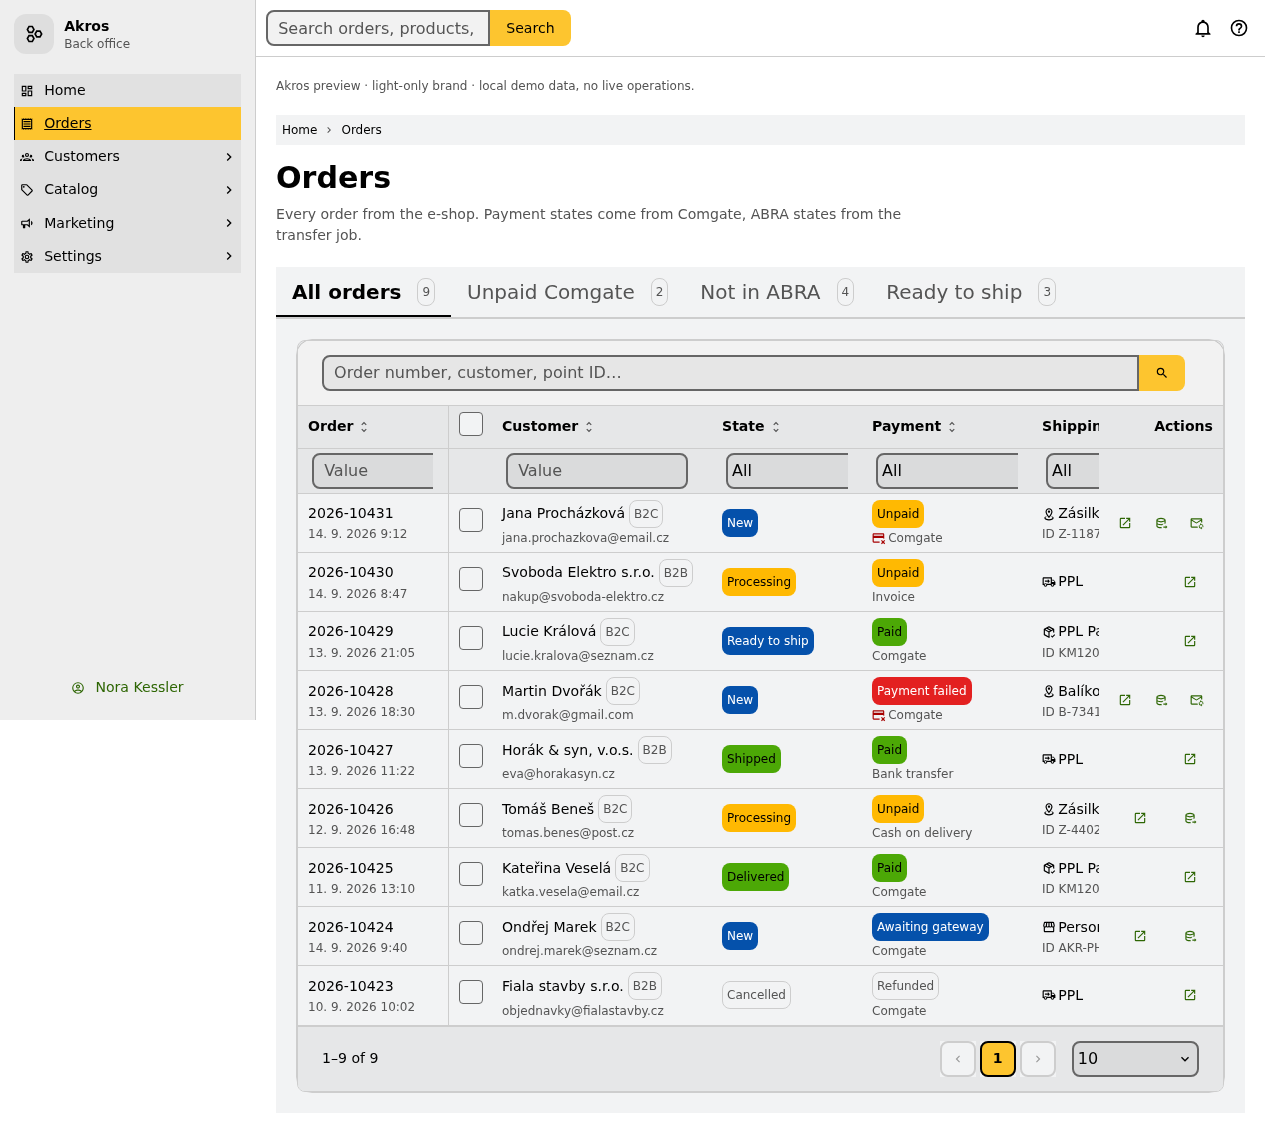 Akros
Back office
Search orders, products,
Search
Home
Orders
Customers
Catalog
Marketing
Settings
Nora Kessler
Akros preview · light-only brand · local demo data, no live operations.
Home › Orders
Orders
Every order from the e-shop. Payment states come from Comgate, ABRA states from the
transfer job.
All orders 9 Unpaid Comgate 2 Not in ABRA 4 Ready to ship 3
Order number, customer, point ID…
Order Customer State Payment Shippin Actions
Value Value All All All
2026-10431 Jana Procházková B2C New Unpaid Zásilk
14. 9. 2026 9:12 jana.prochazkova@email.cz Comgate ID Z-1187
2026-10430 Svoboda Elektro s.r.o. B2B Processing Unpaid PPL
14. 9. 2026 8:47 nakup@svoboda-elektro.cz Invoice
2026-10429 Lucie Králová B2C Ready to ship Paid PPL Pa
13. 9. 2026 21:05 lucie.kralova@seznam.cz Comgate ID KM120
2026-10428 Martin Dvořák B2C New Payment failed Balíko
13. 9. 2026 18:30 m.dvorak@gmail.com Comgate ID B-7341
2026-10427 Horák & syn, v.o.s. B2B Shipped Paid PPL
13. 9. 2026 11:22 eva@horakasyn.cz Bank transfer
2026-10426 Tomáš Beneš B2C Processing Unpaid Zásilk
12. 9. 2026 16:48 tomas.benes@post.cz Cash on delivery ID Z-4402
2026-10425 Kateřina Veselá B2C Delivered Paid PPL Pa
11. 9. 2026 13:10 katka.vesela@email.cz Comgate ID KM120
2026-10424 Ondřej Marek B2C New Awaiting gateway Person
14. 9. 2026 9:40 ondrej.marek@seznam.cz Comgate ID AKR-PH
2026-10423 Fiala stavby s.r.o. B2B Cancelled Refunded PPL
10. 9. 2026 10:02 objednavky@fialastavby.cz Comgate
1–9 of 9 ‹ 1 › 10